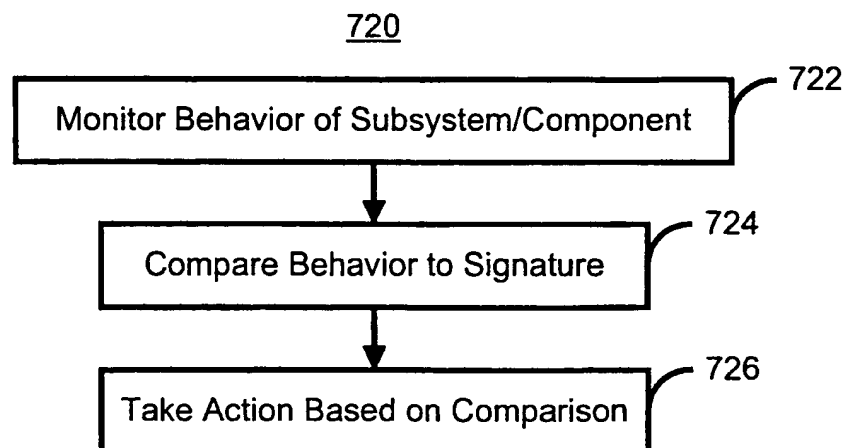 720
722
Monitor Behavior of Subsystem/Component
724
Compare Behavior to Signature
726
Take Action Based on Comparison